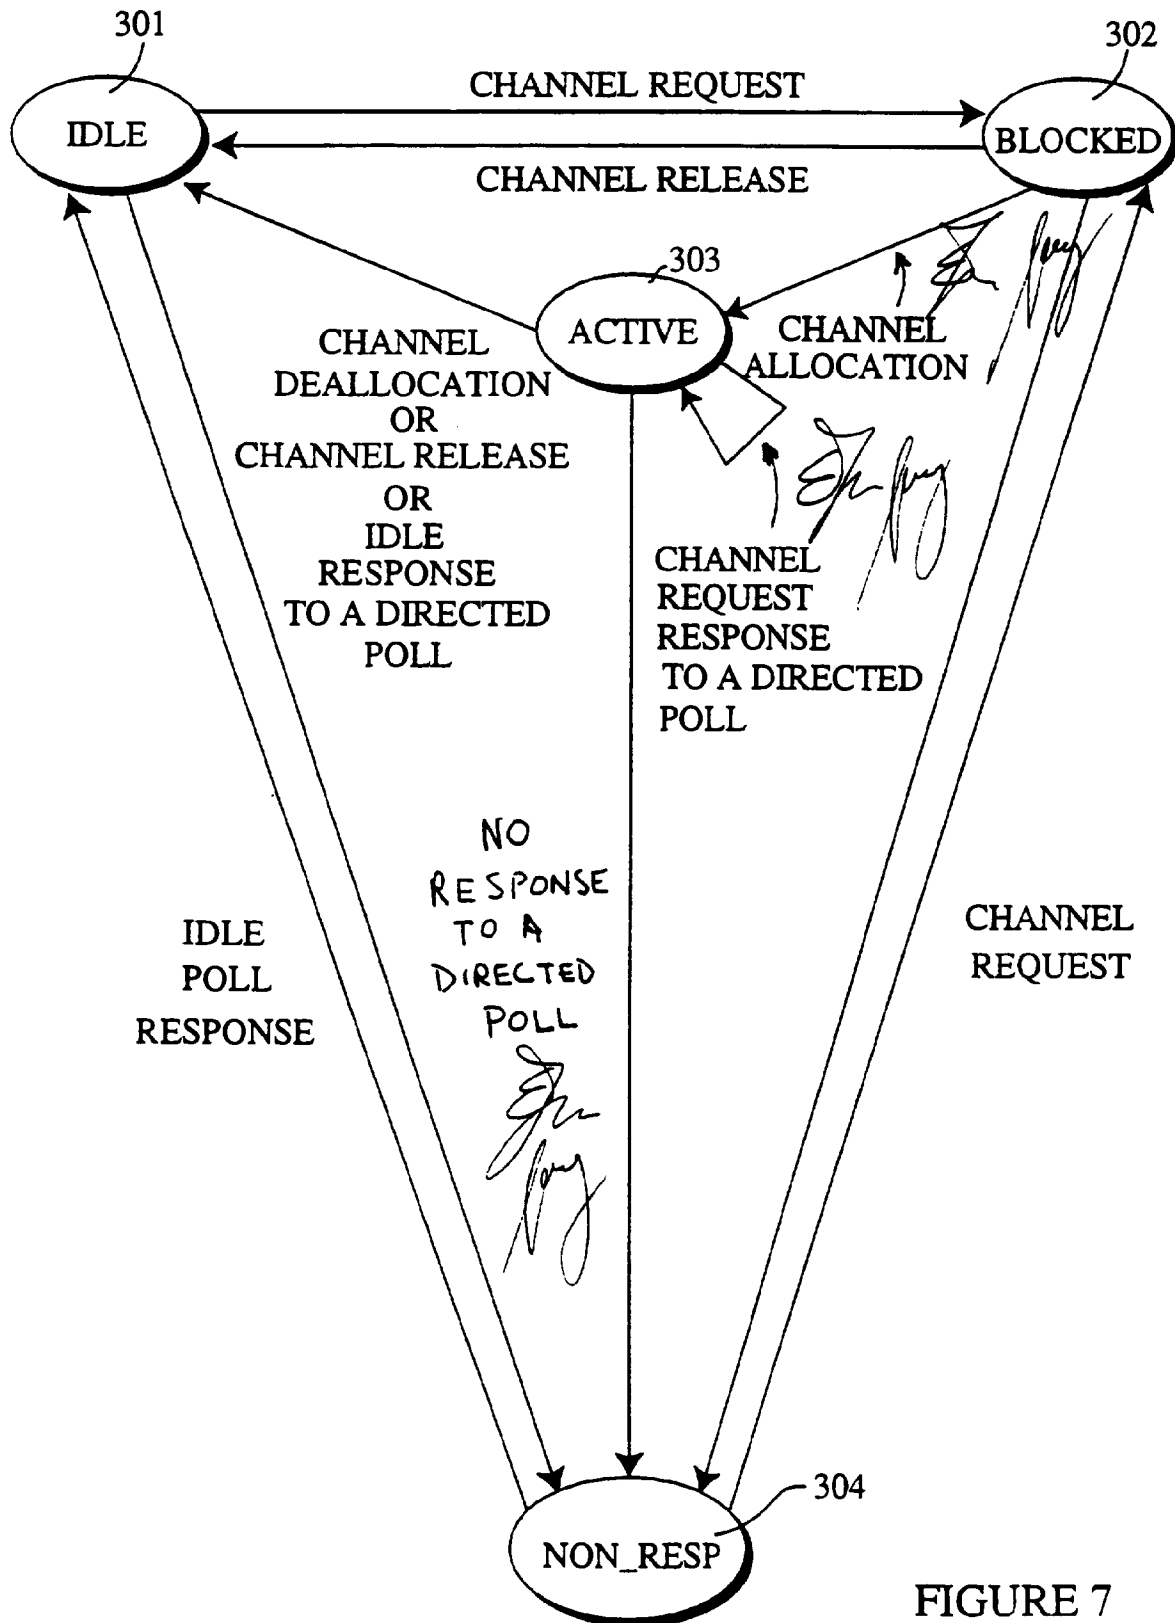 301
302
CHANNEL REQUEST
IDLE
BLOCKED
CHANNEL RELEASE
303
ACTIVE
CHANNEL
ALLOCATION
CHANNEL
DEALLOCATION
OR
CHANNEL RELEASE
OR
IDLE
RESPONSE
TO A DIRECTED
POLL
CHANNEL
REQUEST
RESPONSE
TO A DIRECTED
POLL
NO
RESPONSE
TO A
DIRECTED
POLL
IDLE
POLL
RESPONSE
CHANNEL
REQUEST
304
NON_RESP
FIGURE 7